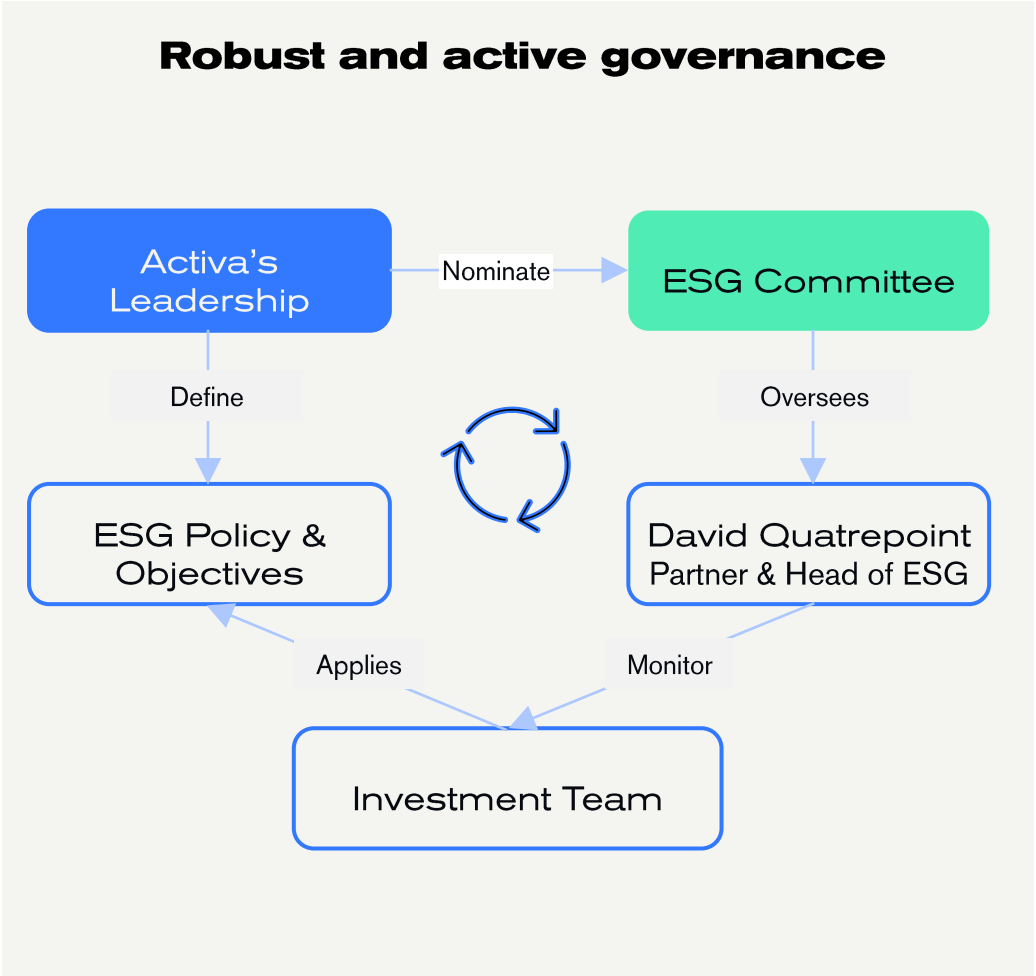 Robust and active governance
Activa’s
Leadership
Nominate
ESG Committee
Define
Oversees
ESG Policy &
Objectives
David Quatrepoint
Partner & Head of ESG
Applies
Monitor
Investment Team